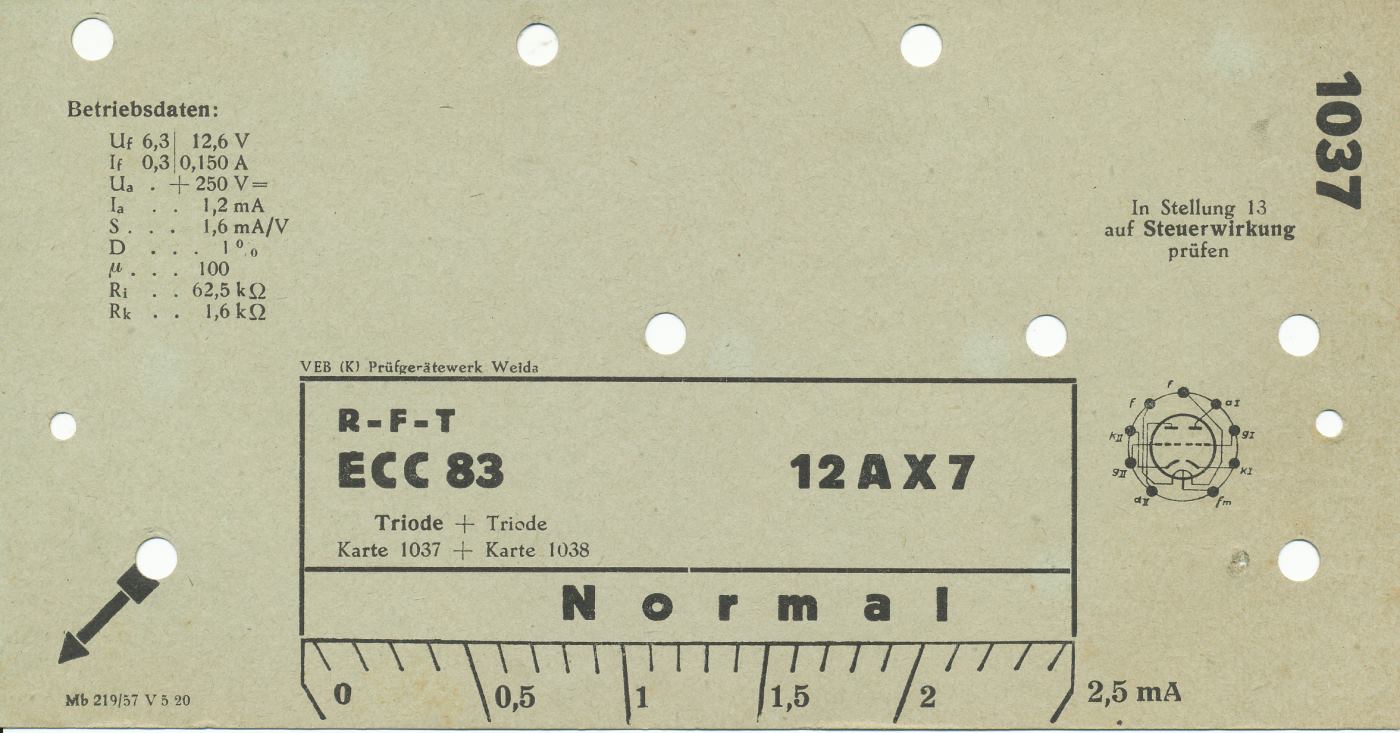 Betriebsdaten:
Uf 6,3| 12,6 V
If 0,3|0,150 A
Ua . + 250 V=
Ia . . 1,2 mA
S . . . 1,6 mA/V
D . . . 1 %
µ . . . 100
Ri . . 62,5 kΩ
Rk . . 1,6 kΩ
1037
In Stellung 13
auf Steuerwirkung
prüfen
VEB (K) Prüfgerätewerk Weida
R-F-T
ECC 83 12AX7
Triode + Triode
Karte 1037 + Karte 1038
Normal
0 0,5 1 1,5 2 2,5 mA
f
f aI
kII gI
gII kI
aII fm
Mb 219/57 V 5 20